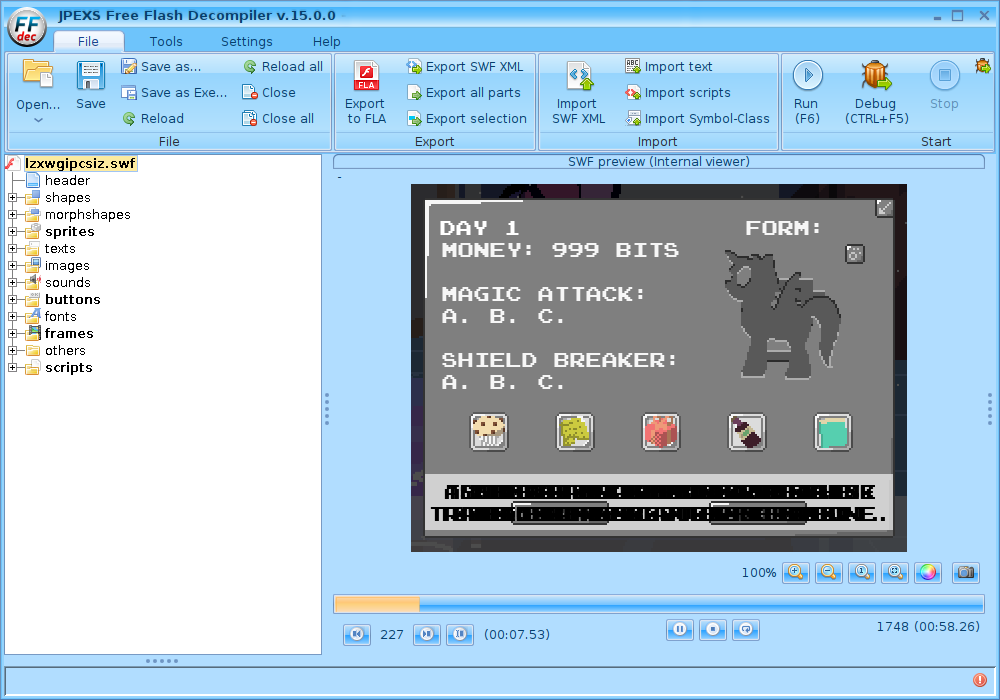 JPEXS Free Flash Decompiler v.15.0.0
FF
dec
File Tools Settings Help
Open...
Save
Save as...
Save as Exe...
Reload
Reload all
Close
Close all
File
FLA
Export
to FLA
Export SWF XML
Export all parts
Export selection
Export
Import
SWF XML
Import text
Import scripts
Import Symbol-Class
Import
Run
(F6)
Debug
(CTRL+F5)
Stop
Start
lzxwgipcsiz.swf
header
shapes
morphshapes
sprites
texts
images
sounds
buttons
fonts
frames
others
scripts
SWF preview (Internal viewer)
-
DAY 1
FORM:
MONEY: 999 BITS
MAGIC ATTACK:
A. B. C.
SHIELD BREAKER:
A. B. C.
100%
227
(00:07.53)
1748 (00:58.26)